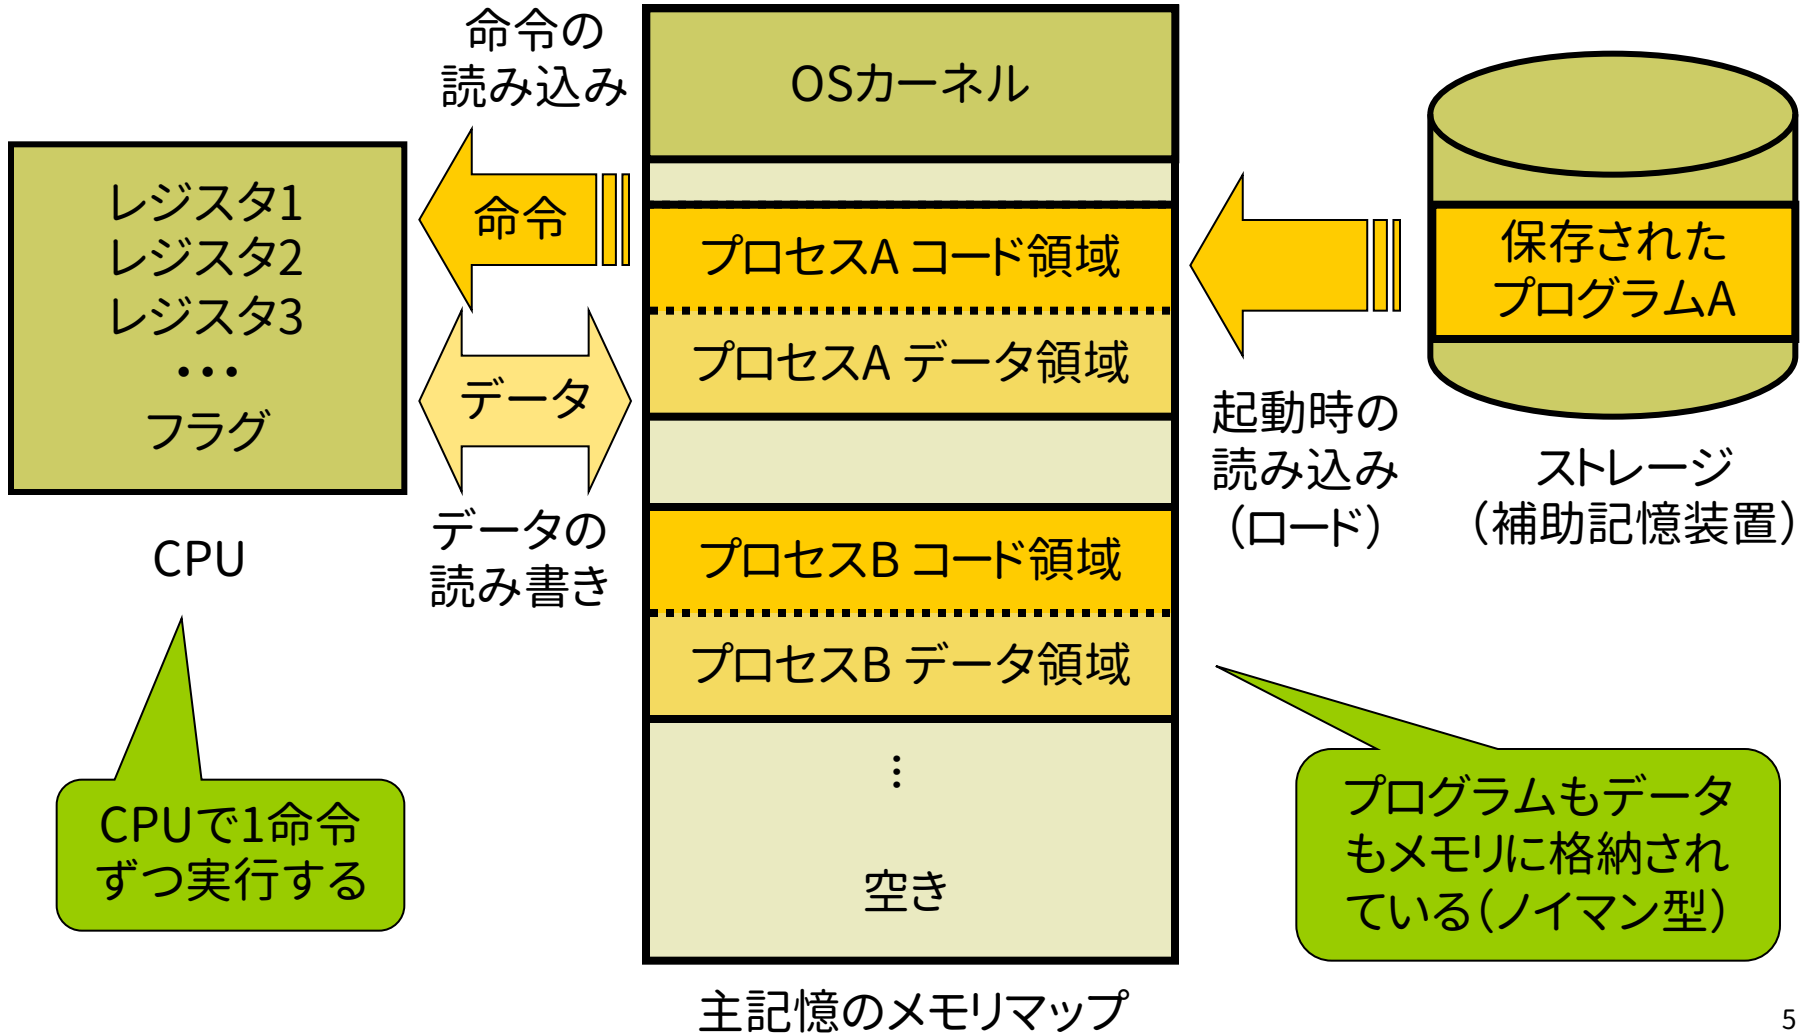 命令の
読み込み
OSカーネル
レジスタ1
レジスタ2
レジスタ3
…
フラグ
CPU
命令
データ
データの
読み書き
プロセスA コード領域
プロセスA データ領域
プロセスB コード領域
プロセスB データ領域
…
空き
主記憶のメモリマップ
保存された
プログラムA
起動時の
読み込み
（ロード）
ストレージ
（補助記憶装置）
CPUで1命令
ずつ実行する
プログラムもデータ
もメモリに格納され
ている（ノイマン型）
5